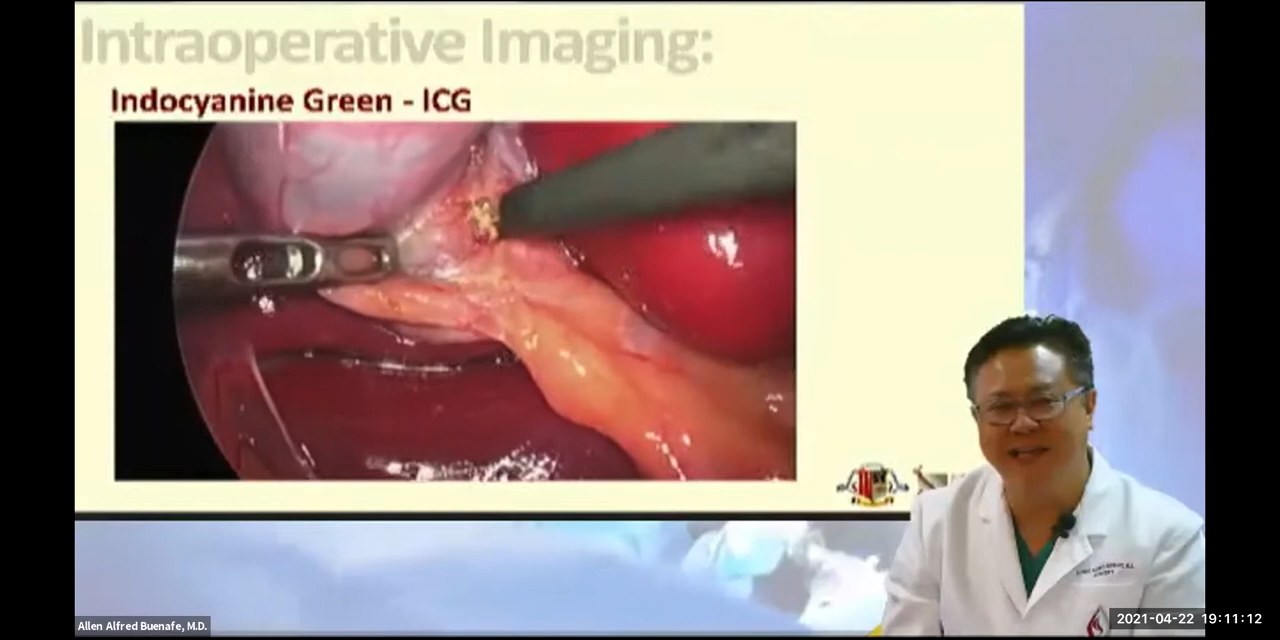 Intraoperative Imaging:
Indocyanine Green - ICG
Allen Alfred Buenafe, M.D.
2021-04-22 19:11:12